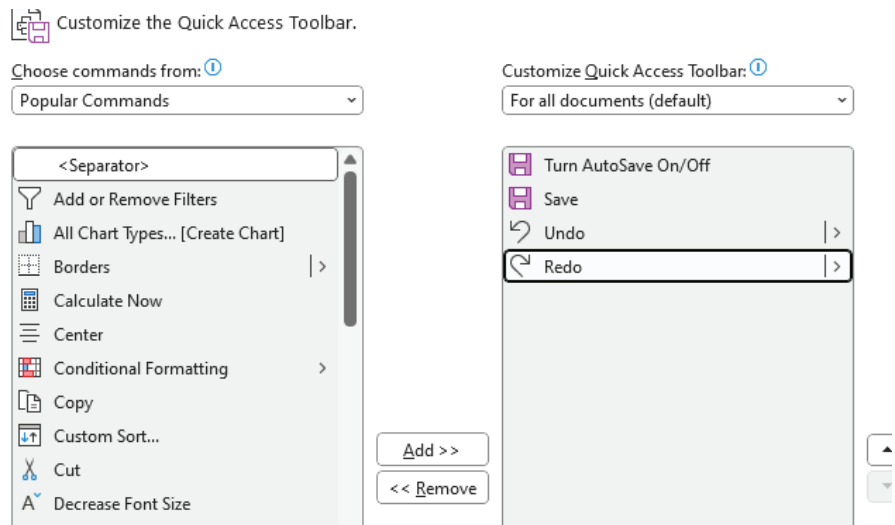 Customize the Quick Access Toolbar.
Choose commands from:
Popular Commands
<Separator>
Add or Remove Filters
All Chart Types... [Create Chart]
Borders
Calculate Now
Center
Conditional Formatting
Copy
Custom Sort...
Cut
Decrease Font Size
Add >>
<< Remove
Customize Quick Access Toolbar:
For all documents (default)
Turn AutoSave On/Off
Save
Undo
Redo